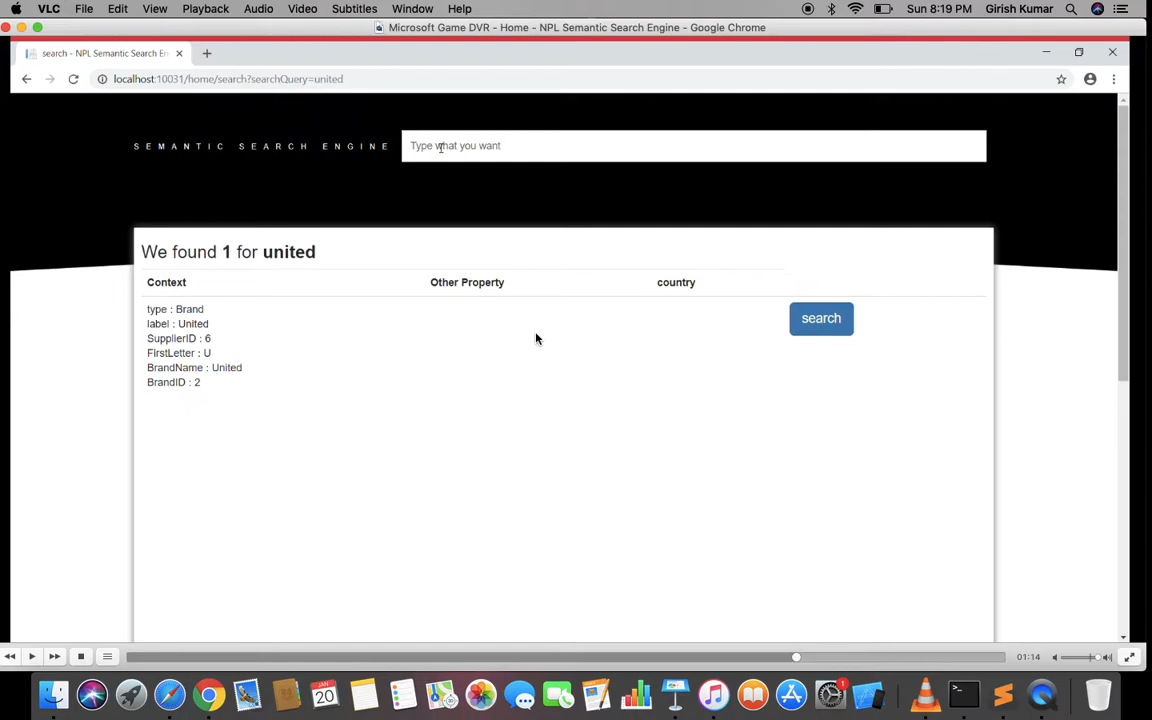 VLC File Edit View Playback Audio Video Subtitles Window Help Sun 8:19 PM Girish Kumar
Microsoft Game DVR - Home - NPL Semantic Search Engine - Google Chrome
search - NPL Semantic Search En
localhost:10031/home/search?searchQuery=united
SEMANTIC SEARCH ENGINE Type what you want
We found 1 for united
Context Other Property country
type : Brand
search
label : United
SupplierID : 6
FirstLetter : U
BrandName : United
BrandID : 2
01:14
20
1